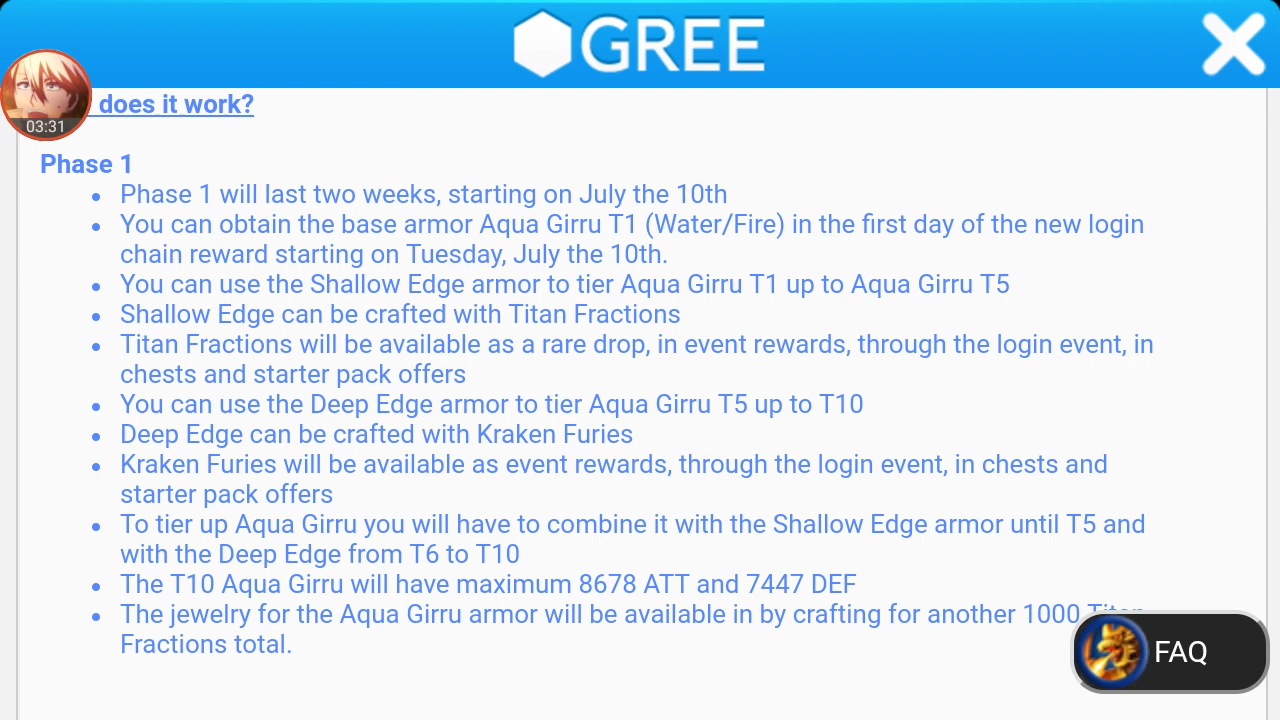 GREE
03:31
does it work?
Phase 1
Phase 1 will last two weeks, starting on July the 10th
You can obtain the base armor Aqua Girru T1 (Water/Fire) in the first day of the new login
chain reward starting on Tuesday, July the 10th.
You can use the Shallow Edge armor to tier Aqua Girru T1 up to Aqua Girru T5
Shallow Edge can be crafted with Titan Fractions
Titan Fractions will be available as a rare drop, in event rewards, through the login event, in
chests and starter pack offers
You can use the Deep Edge armor to tier Aqua Girru T5 up to T10
Deep Edge can be crafted with Kraken Furies
Kraken Furies will be available as event rewards, through the login event, in chests and
starter pack offers
To tier up Aqua Girru you will have to combine it with the Shallow Edge armor until T5 and
with the Deep Edge from T6 to T10
The T10 Aqua Girru will have maximum 8678 ATT and 7447 DEF
The jewelry for the Aqua Girru armor will be available in by crafting for another 1000 Titan
Fractions total.
FAQ